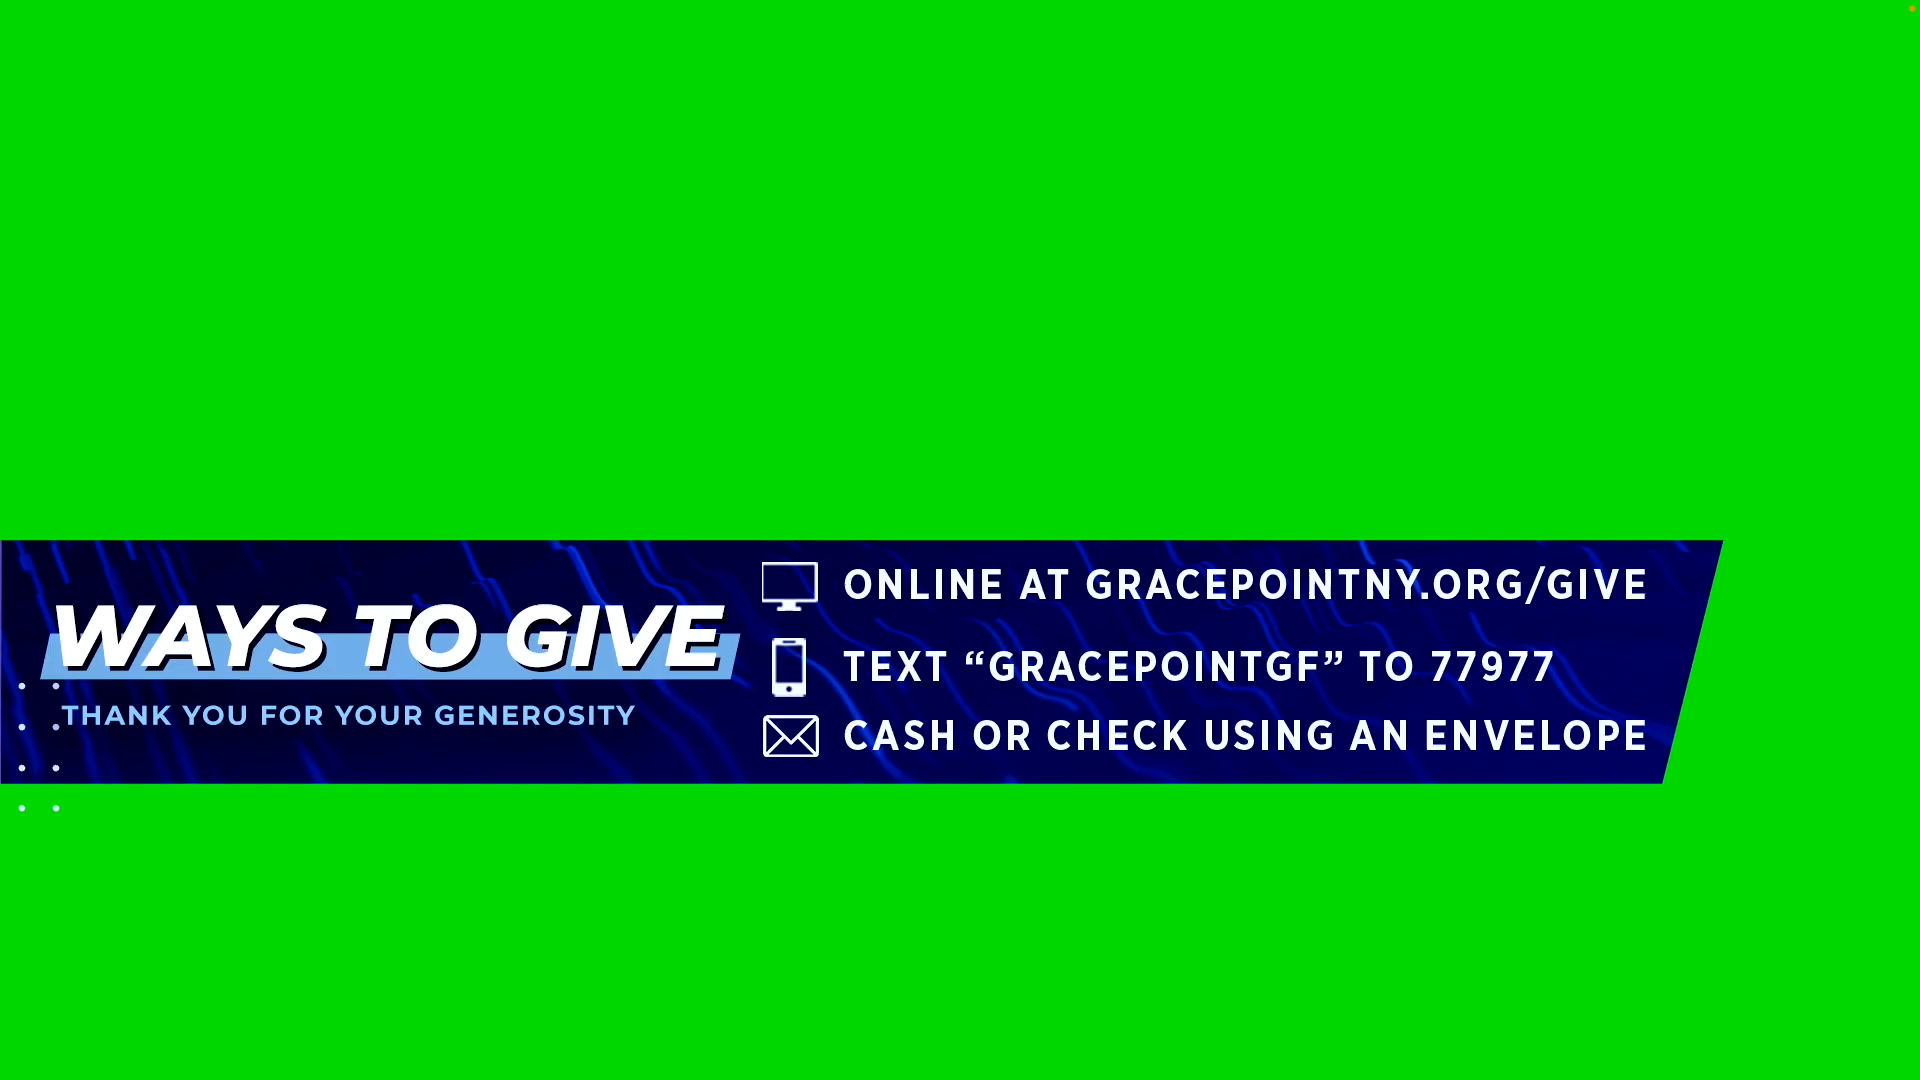 WAYS TO GIVE
THANK YOU FOR YOUR GENEROSITY
ONLINE AT GRACEPOINTNY.ORG/GIVE
TEXT “GRACEPOINTGF” TO 77977
CASH OR CHECK USING AN ENVELOPE